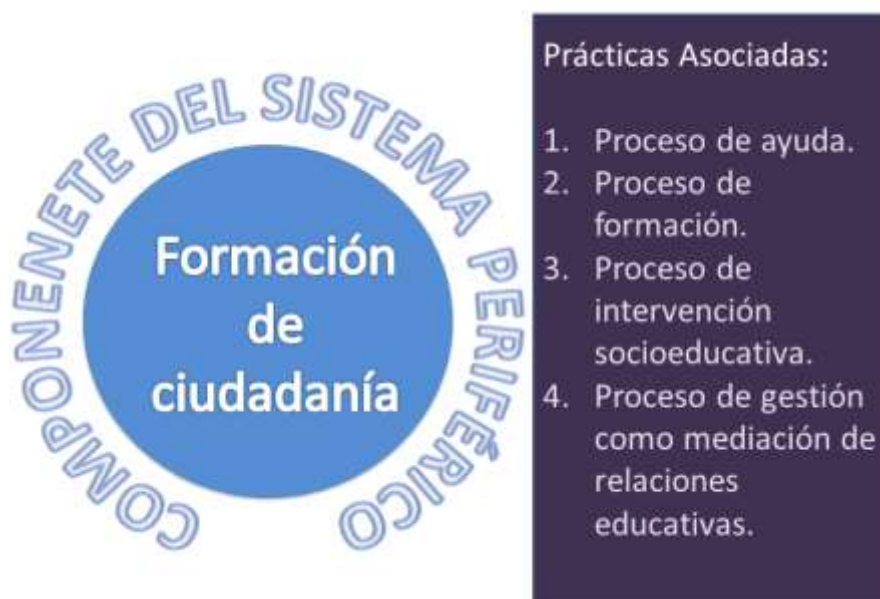 COMPONENETE DEL SISTEMA PERIFÉRICO
Formación
de
ciudadanía
Prácticas Asociadas:
1. Proceso de ayuda.
2. Proceso de
formación.
3. Proceso de
intervención
socioeducativa.
4. Proceso de gestión
como mediación de
relaciones
educativas.